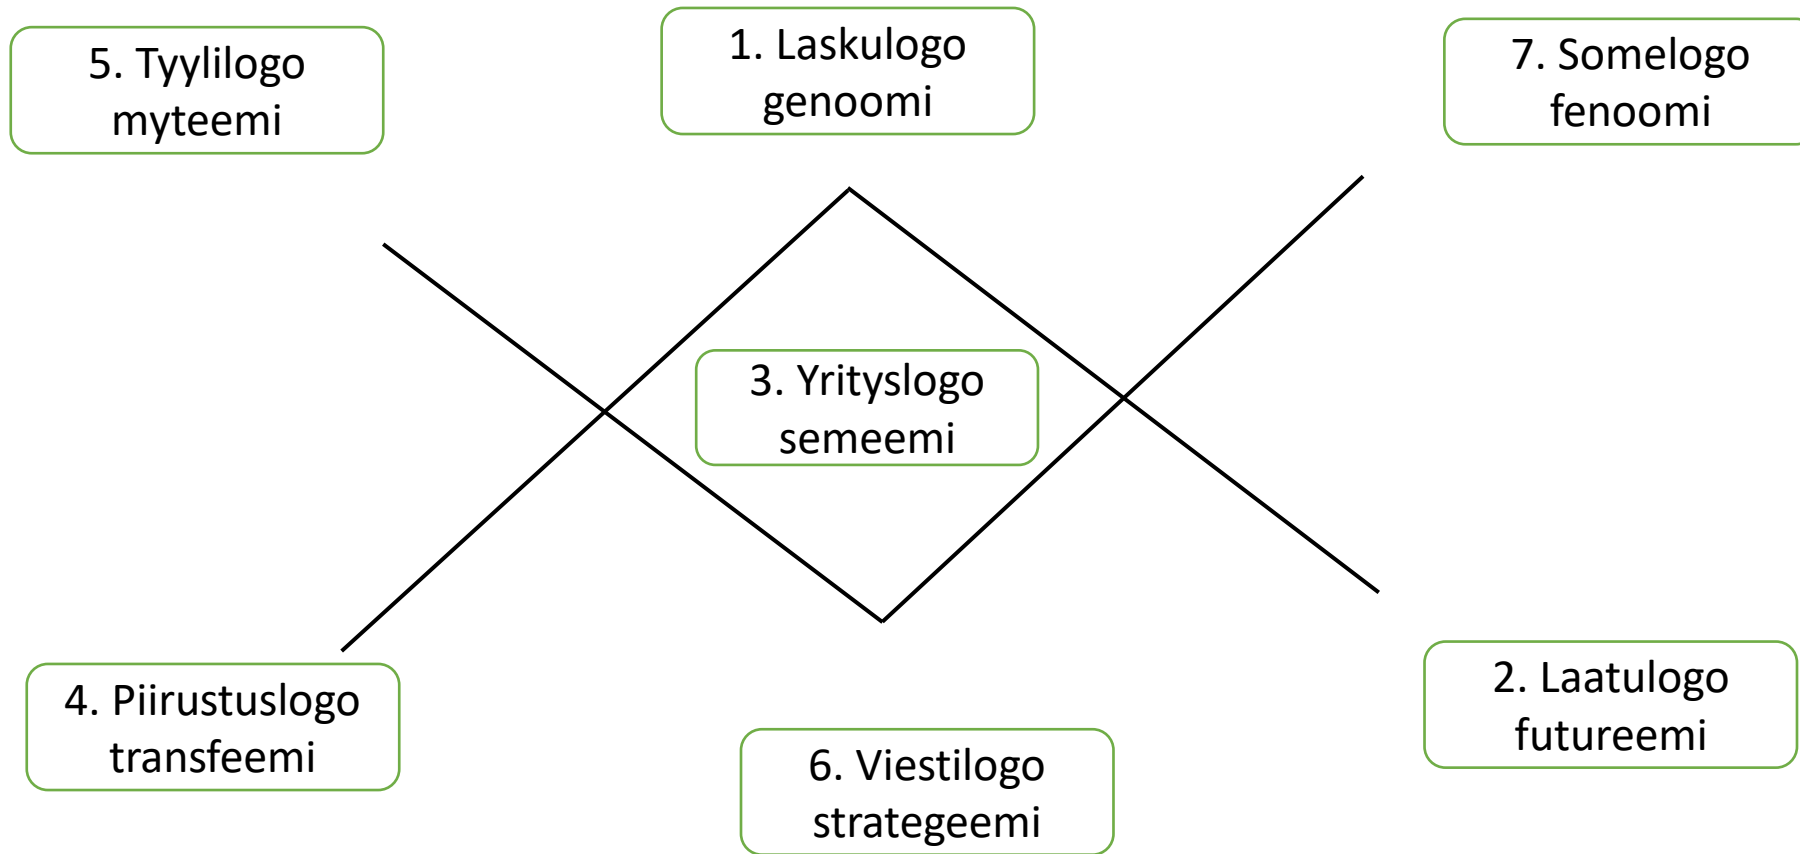 5. Tyylilogo
myteemi
1. Laskulogo
genoomi
7. Somelogo
fenoomi
3. Yrityslogo
semeemi
4. Piirustuslogo
transfeemi
6. Viestilogo
strategeemi
2. Laatulogo
futureemi